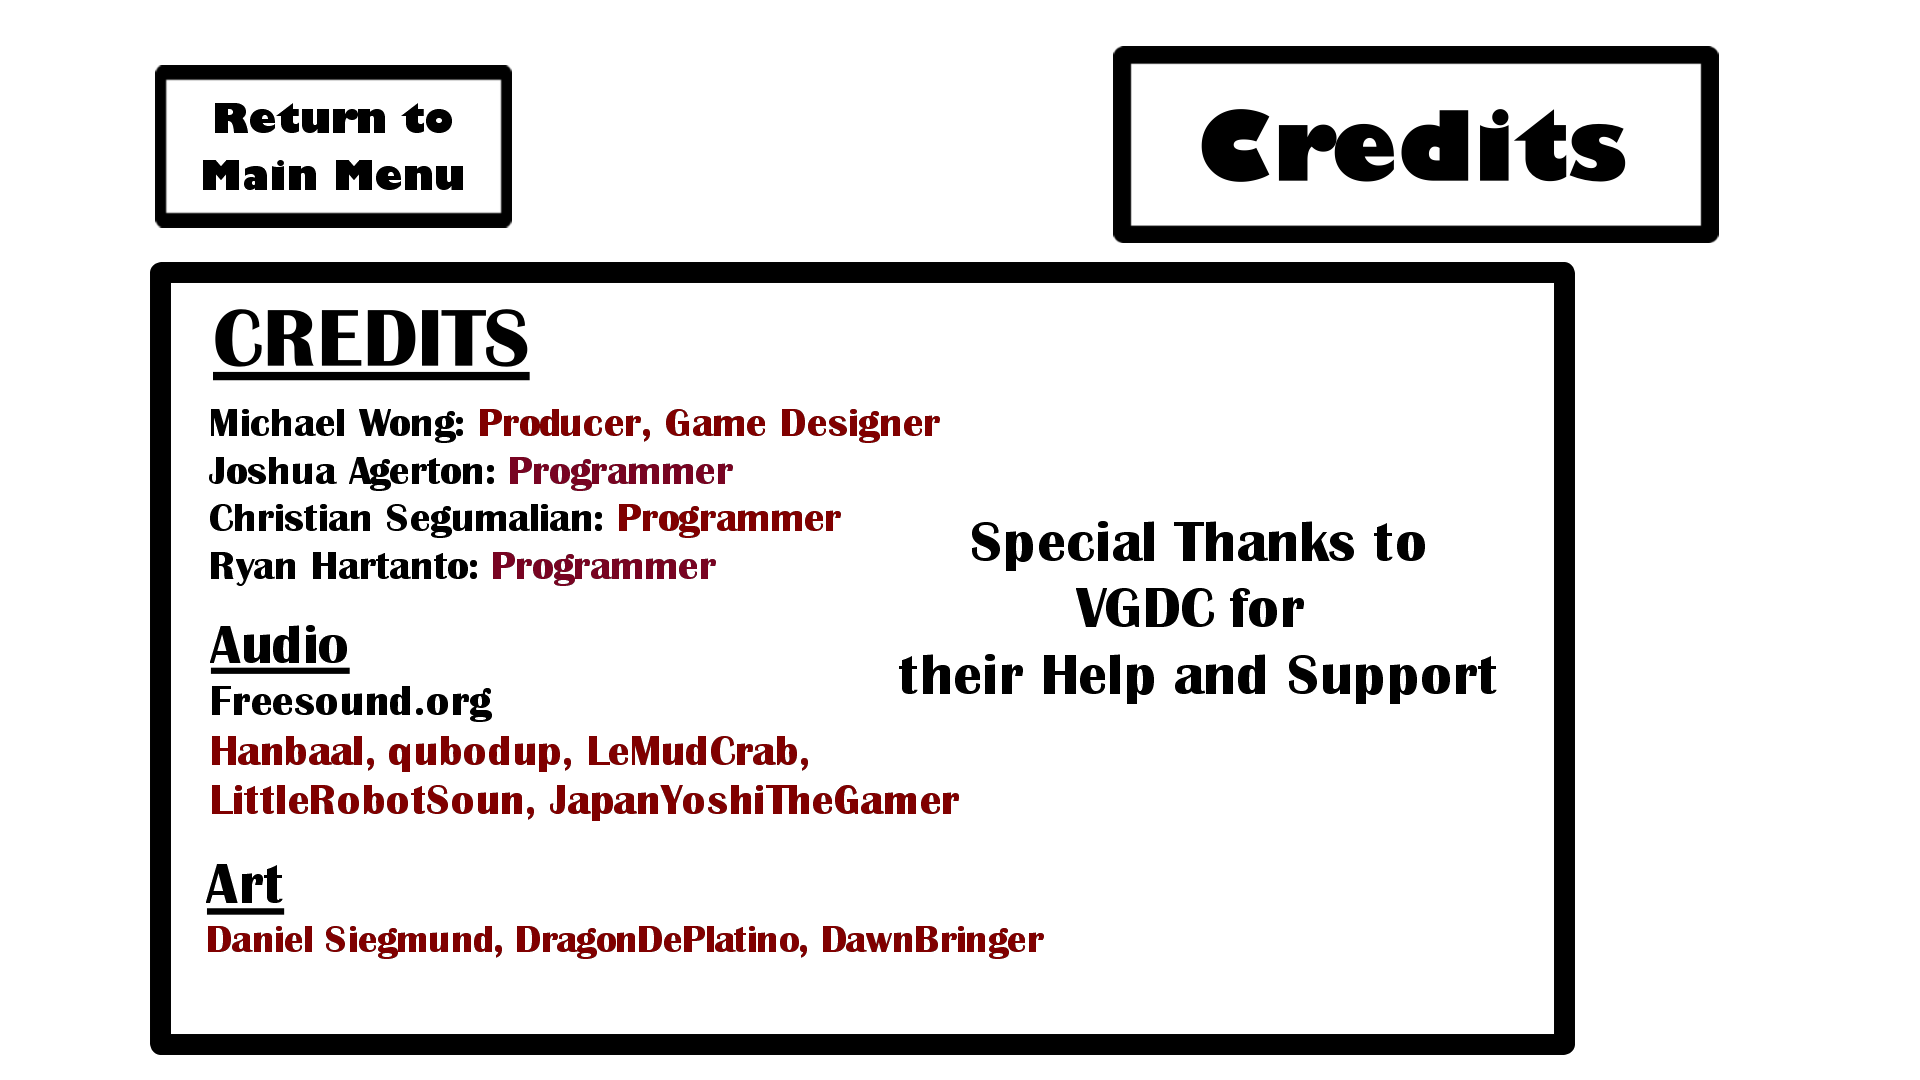 Return to
Main Menu
Credits
CREDITS
Michael Wong: Producer, Game Designer
Joshua Agerton: Programmer
Christian Segumalian: Programmer
Ryan Hartanto: Programmer
Special Thanks to
VGDC for
their Help and Support
Audio
Freesound.org
Hanbaal, qubodup, LeMudCrab,
LittleRobotSoun, JapanYoshiTheGamer
Art
Daniel Siegmund, DragonDePlatino, DawnBringer